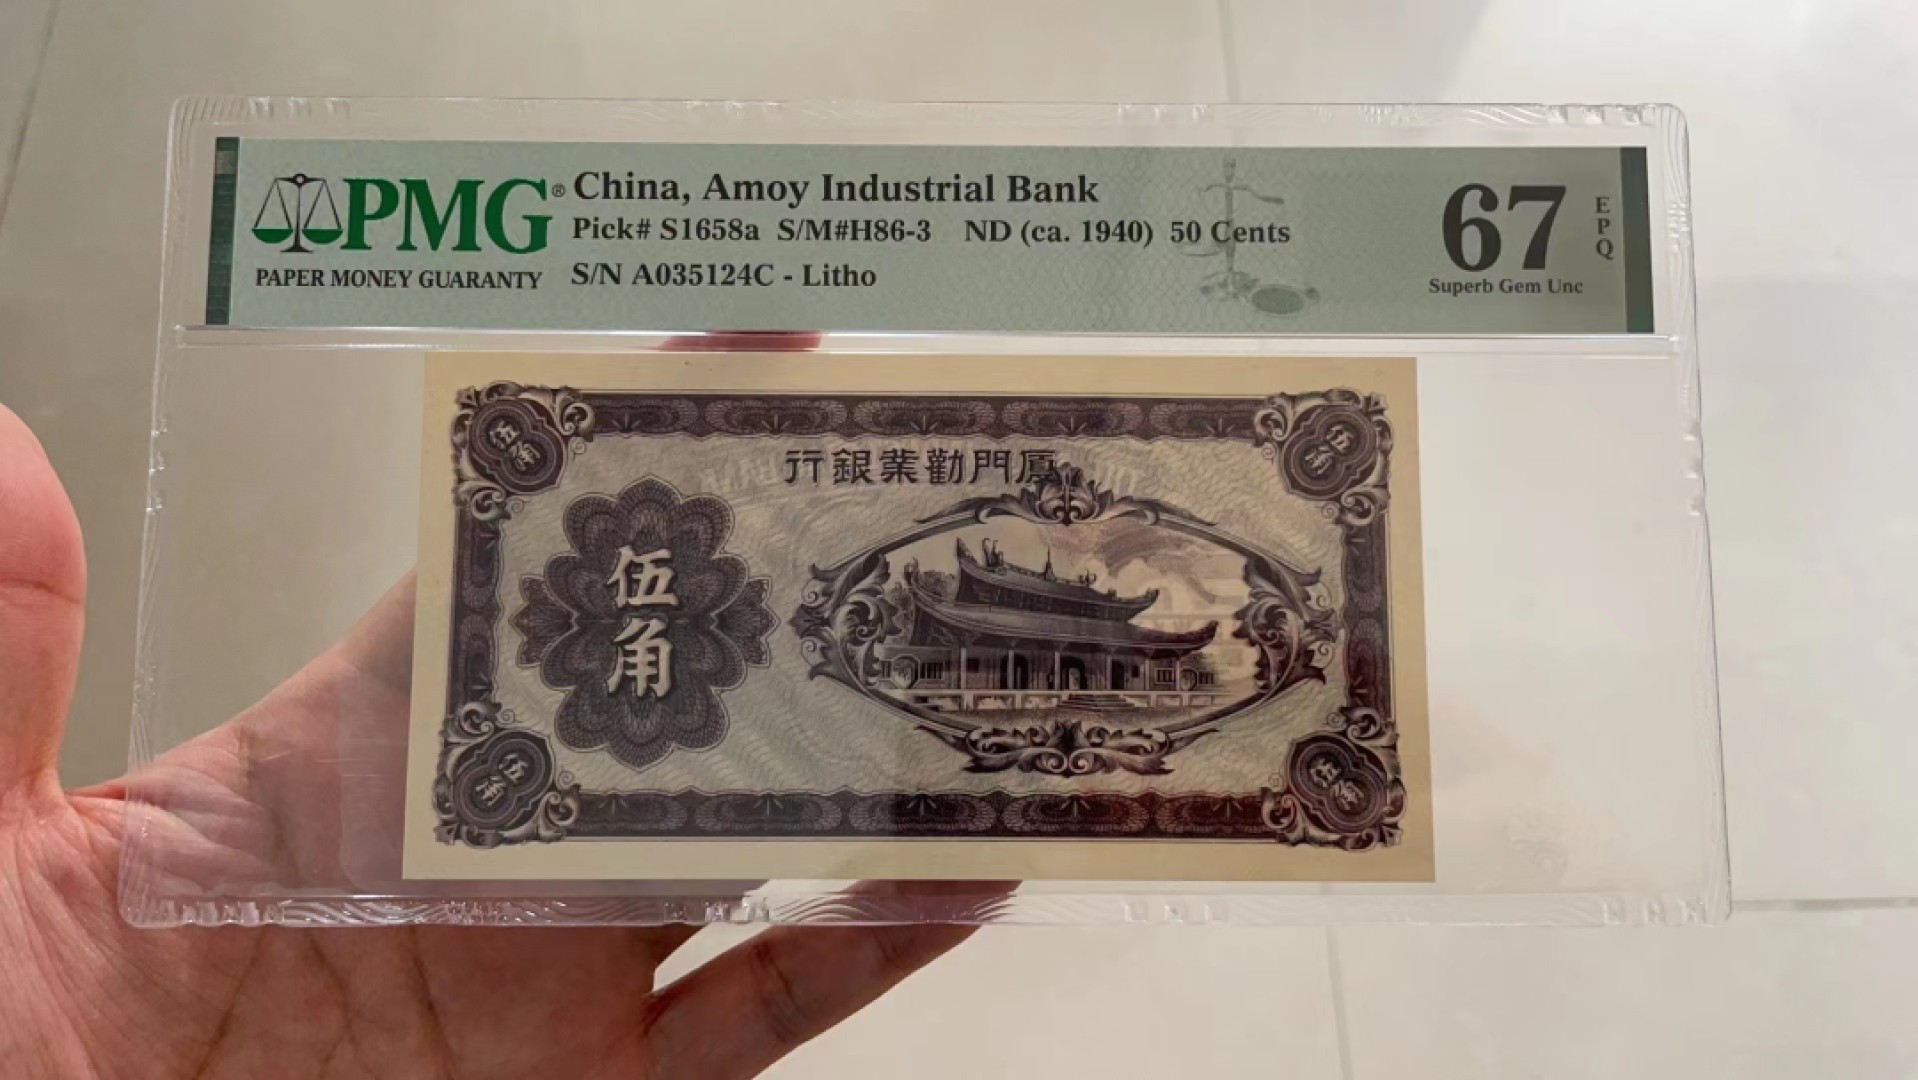 PMG®
PAPER MONEY GUARANTY
China, Amoy Industrial Bank
Pick# S1658a S/M#H86-3 ND (ca. 1940) 50 Cents
S/N A035124C - Litho
67
EPQ
Superb Gem Unc
行銀業勸門厦
伍角
伍角
伍角
伍角
伍角